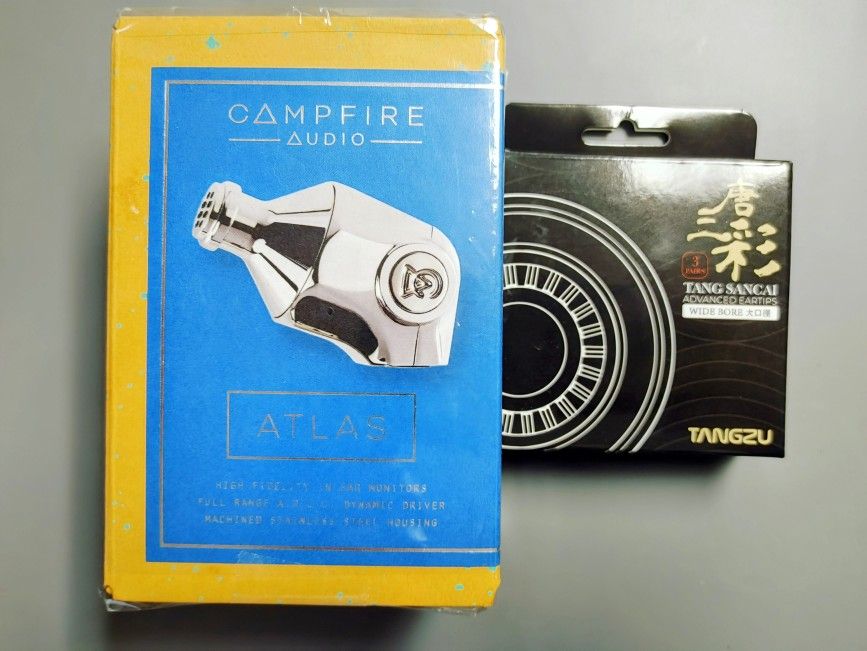 CAMPFIRE
AUDIO
ATLAS
HIGH FIDELITY IN EAR MONITORS
FULL RANGE A.D.L.C. DYNAMIC DRIVER
MACHINED STAINLESS STEEL HOUSING
唐三彩
3
PAIRS
TANG SANCAI
ADVANCED EARTIPS
WIDE BORE 大口徑
TANGZU